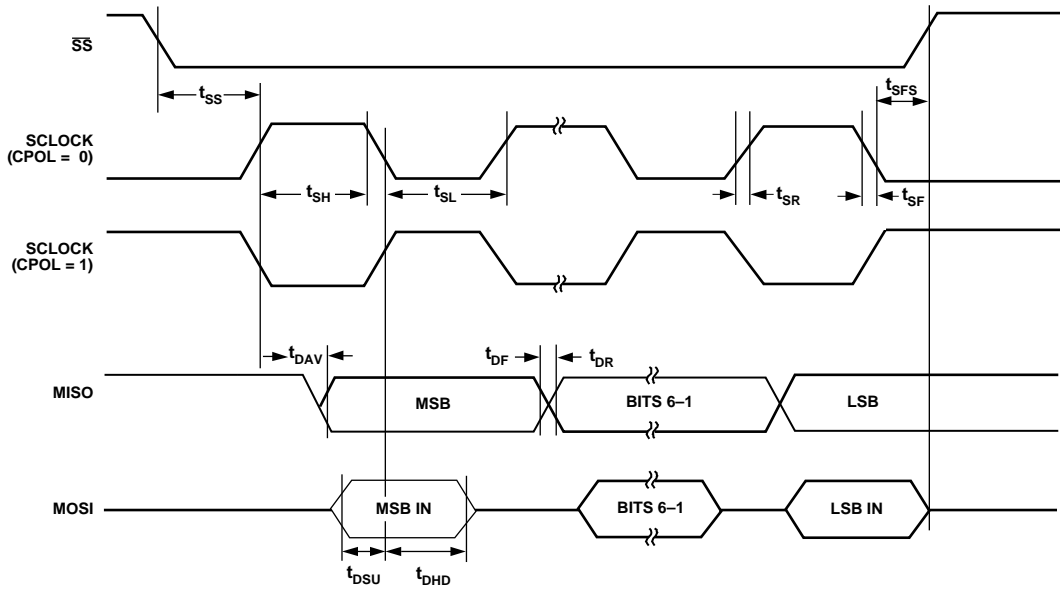 SS
tSS
tSFS
SCLOCK
(CPOL = 0)
tSH
tSL
tSR
tSF
SCLOCK
(CPOL = 1)
tDAV
tDF
tDR
MISO
MSB
BITS 6–1
LSB
MOSI
MSB IN
BITS 6–1
LSB IN
tDSU
tDHD